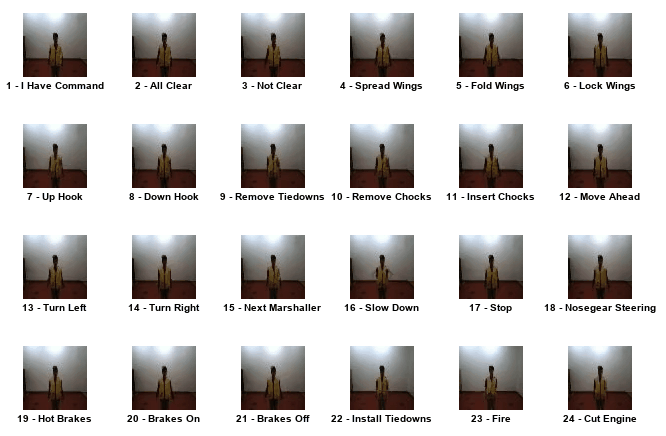 1 - I Have Command
2 - All Clear
3 - Not Clear
4 - Spread Wings
5 - Fold Wings
6 - Lock Wings
7 - Up Hook
8 - Down Hook
9 - Remove Tiedowns
10 - Remove Chocks
11 - Insert Chocks
12 - Move Ahead
13 - Turn Left
14 - Turn Right
15 - Next Marshaller
16 - Slow Down
17 - Stop
18 - Nosegear Steering
19 - Hot Brakes
20 - Brakes On
21 - Brakes Off
22 - Install Tiedowns
23 - Fire
24 - Cut Engine